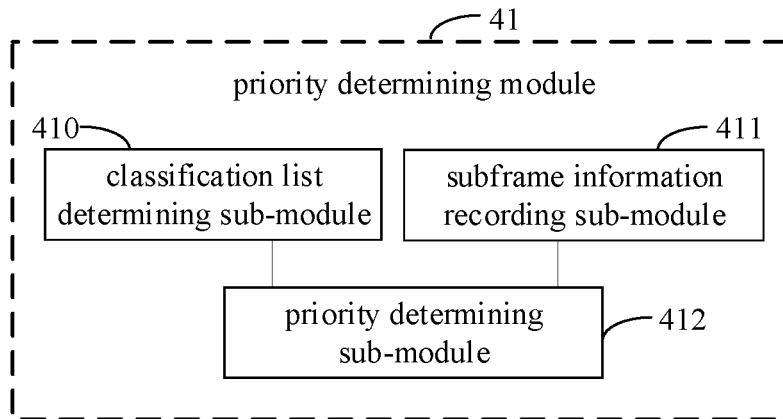 41
priority determining module
410
411
classification list
determining sub-module
subframe information
recording sub-module
priority determining
sub-module
412